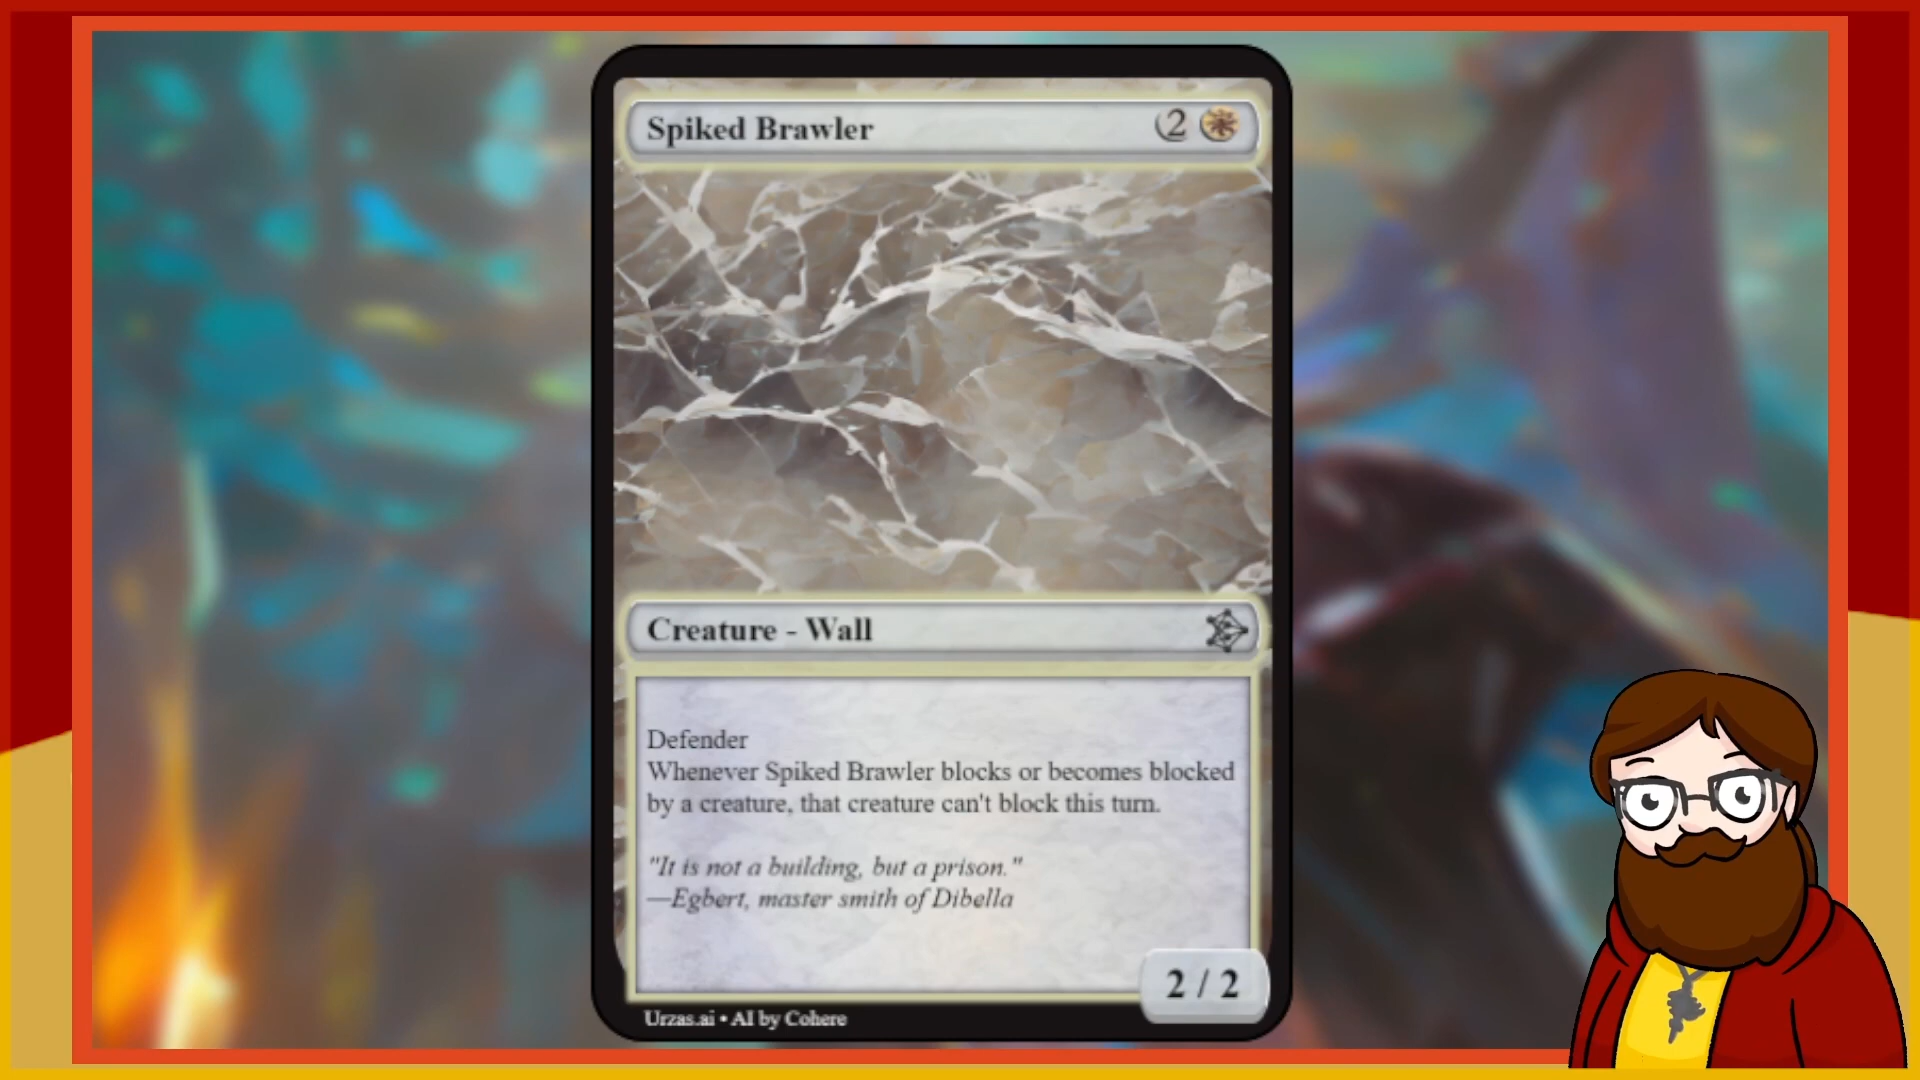 Spiked Brawler 2
Creature - Wall
Defender
Whenever Spiked Brawler blocks or becomes blocked
by a creature, that creature can't block this turn.
"It is not a building, but a prison."
—Egbert, master smith of Dibella
2 / 2
Urzas.ai • AI by Cohere